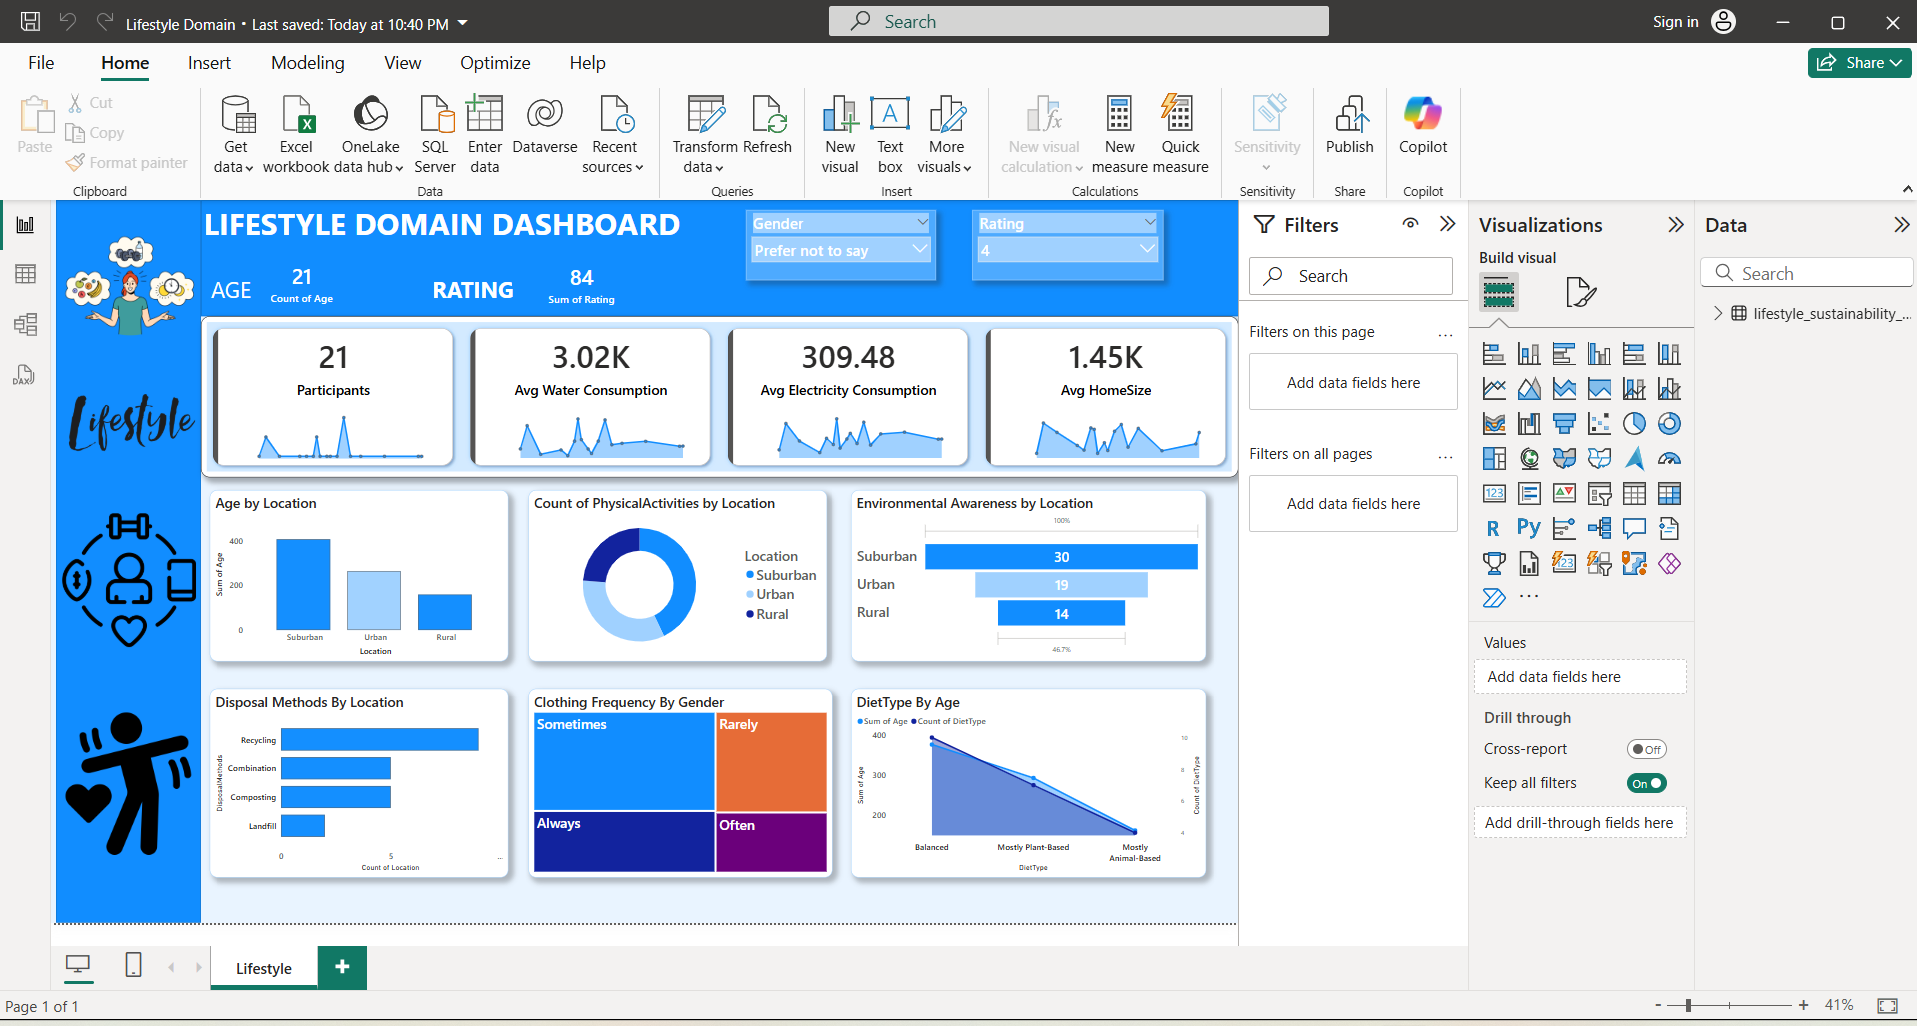 Lifestyle Domain • Last saved: Today at 10:40 PM
Search
Sign in
File Home Insert Modeling View Optimize Help
Share
Paste
Cut
Copy
Format painter
Clipboard
Get data
Excel workbook
OneLake data hub
SQL Server
Enter data
Dataverse
Recent sources
Data
Transform data
Refresh
Queries
New visual
Text box
More visuals
Insert
New visual calculation
New measure
Quick measure
Calculations
Sensitivity
Sensitivity
Publish
Share
Copilot
Copilot
LIFESTYLE DOMAIN DASHBOARD
AGE
21
Count of Age
RATING
84
Sum of Rating
Gender
Prefer not to say
Rating
4
Lifestyle
21
Participants
3.02K
Avg Water Consumption
309.48
Avg Electricity Consumption
1.45K
Avg HomeSize
Age by Location
Sum of Age
400
200
0
Suburban Urban Rural
Location
Count of PhysicalActivities by Location
Location
Suburban
Urban
Rural
Environmental Awareness by Location
100%
Suburban 30
Urban 19
Rural 14
46.7%
Disposal Methods By Location
DisposalMethods
Recycling
Combination
Composting
Landfill
0 5 ...
Count of Location
Clothing Frequency By Gender
Sometimes
Rarely
Always
Often
DietType By Age
Sum of Age Count of DietType
Sum of Age
400
300
200
10
8
6
4
Count of DietType
Balanced Mostly Plant-Based Mostly Animal-Based
DietType
Filters
Search
Filters on this page ...
Add data fields here
Filters on all pages ...
Add data fields here
Visualizations
Build visual
123
R Py
123
...
Values
Add data fields here
Drill through
Cross-report Off
Keep all filters On
Add drill-through fields here
Data
Search
lifestyle_sustainability_...
DAX
Lifestyle
+
Page 1 of 1
- + 41%